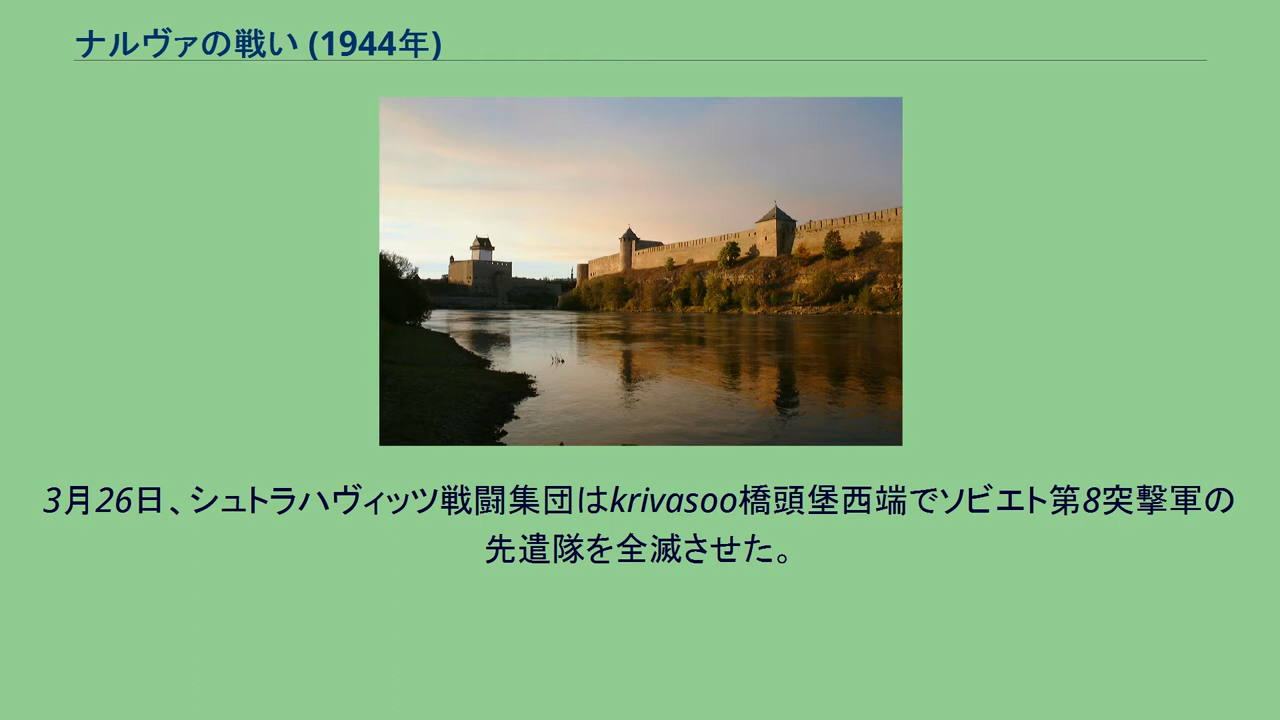 ナルヴァの戦い (1944年)
3月26日、シュトラハヴィッツ戦闘集団はkrivasoo橋頭堡西端でソビエト第8突撃軍の
先遣隊を全滅させた。